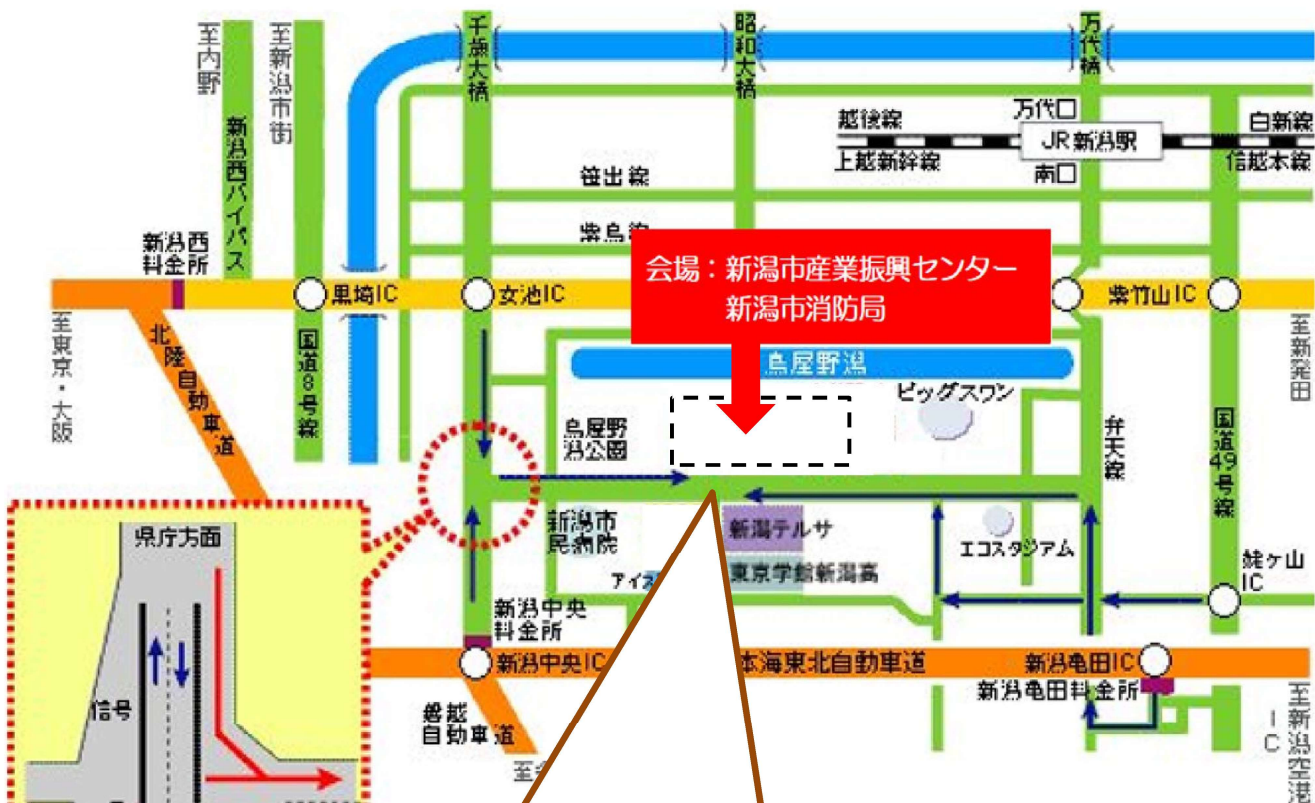 千歳大橋
昭和大橋
万代橋
至内野
至新潟市街
新潟西バイパス
越後線
万代口
白新線
JR新潟駅
上越新幹線
南口
信越本線
笹出線
紫鳥線
新潟西
料金所
会場：新潟市産業振興センター
新潟市消防局
黒埼IC
女池IC
紫竹山IC
至東京・大阪
北陸自動車道
国道8号線
至新発田
鳥屋野潟
ビッグスワン
鳥屋野
潟公園
弁天線
国道49号線
新潟市
民病院
新潟テルサ
エコスタジアム
アイス
東京学館新潟高
姥ヶ山
IC
県庁方面
新潟中央
料金所
新潟中央IC
本海東北自動車道
新潟亀田IC
新潟亀田料金所
信号
磐越
自動車道
至新潟空港IC